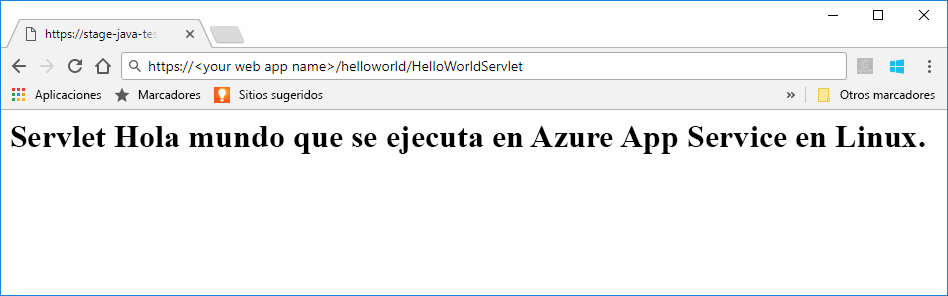 https://stage-java-tes
https://<your web app name>/helloworld/HelloWorldServlet
Aplicaciones Marcadores Sitios sugeridos » Otros marcadores
Servlet Hola mundo que se ejecuta en Azure App Service en Linux.